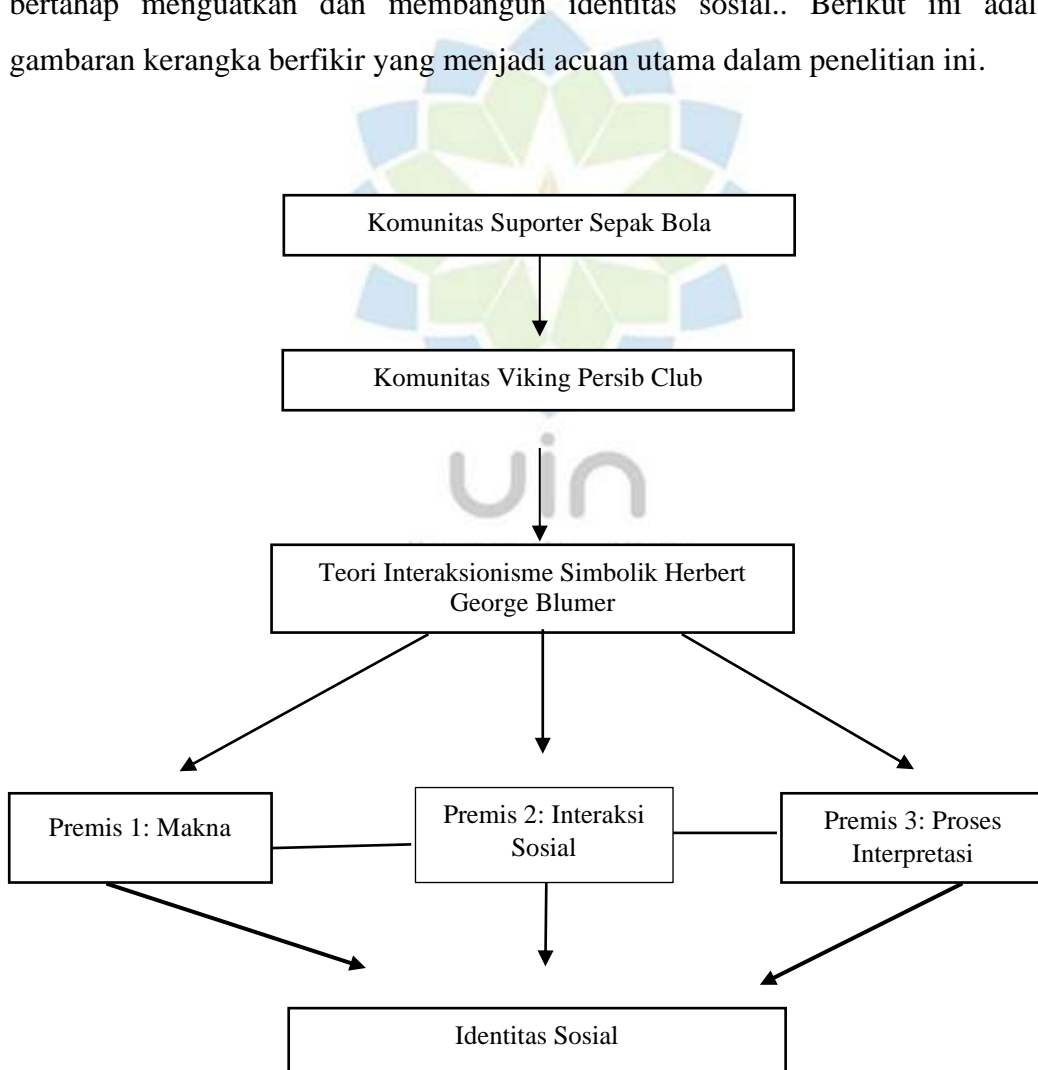 bertahap menguatkan dan membangun identitas sosial.. Berikut ini adal
gambaran kerangka berfikir yang menjadi acuan utama dalam penelitian ini.
Komunitas Suporter Sepak Bola
Komunitas Viking Persib Club
uin
Teori Interaksionisme Simbolik Herbert
George Blumer
Premis 1: Makna
Premis 2: Interaksi
Sosial
Premis 3: Proses
Interpretasi
Identitas Sosial